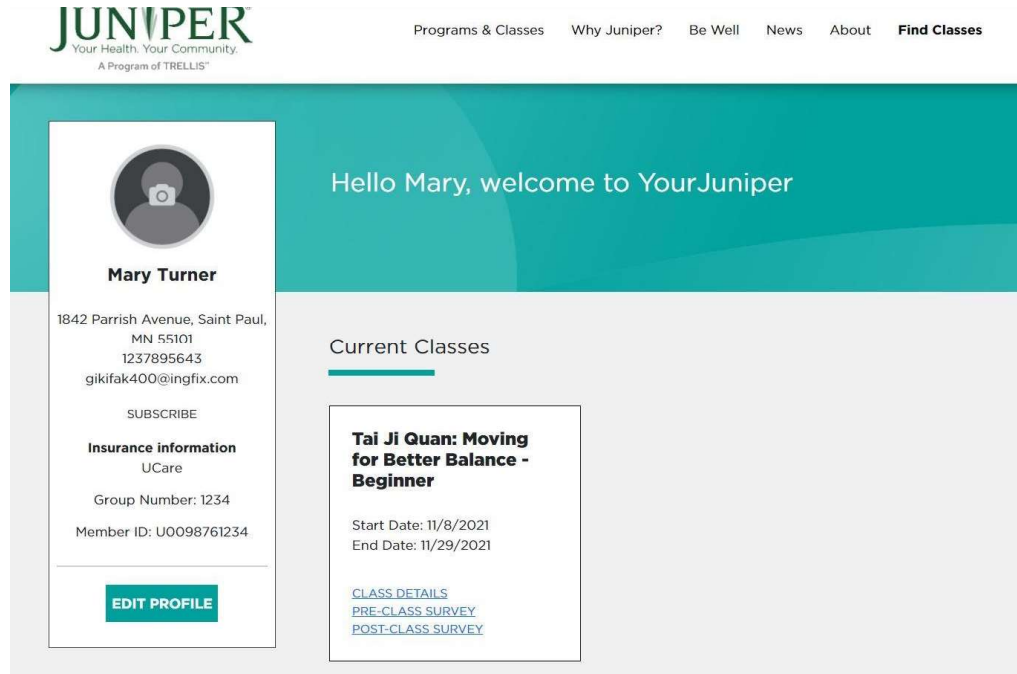 JUNIPER
Your Health. Your Community.
A Program of TRELLIS℠
Programs & Classes Why Juniper? Be Well News About Find Classes
Hello Mary, welcome to YourJuniper
Mary Turner
1842 Parrish Avenue, Saint Paul,
MN 55101
1237895643
gikifak400@ingfix.com
SUBSCRIBE
Insurance information
UCare
Group Number: 1234
Member ID: U0098761234
EDIT PROFILE
Current Classes
Tai Ji Quan: Moving
for Better Balance -
Beginner
Start Date: 11/8/2021
End Date: 11/29/2021
CLASS DETAILS
PRE-CLASS SURVEY
POST-CLASS SURVEY